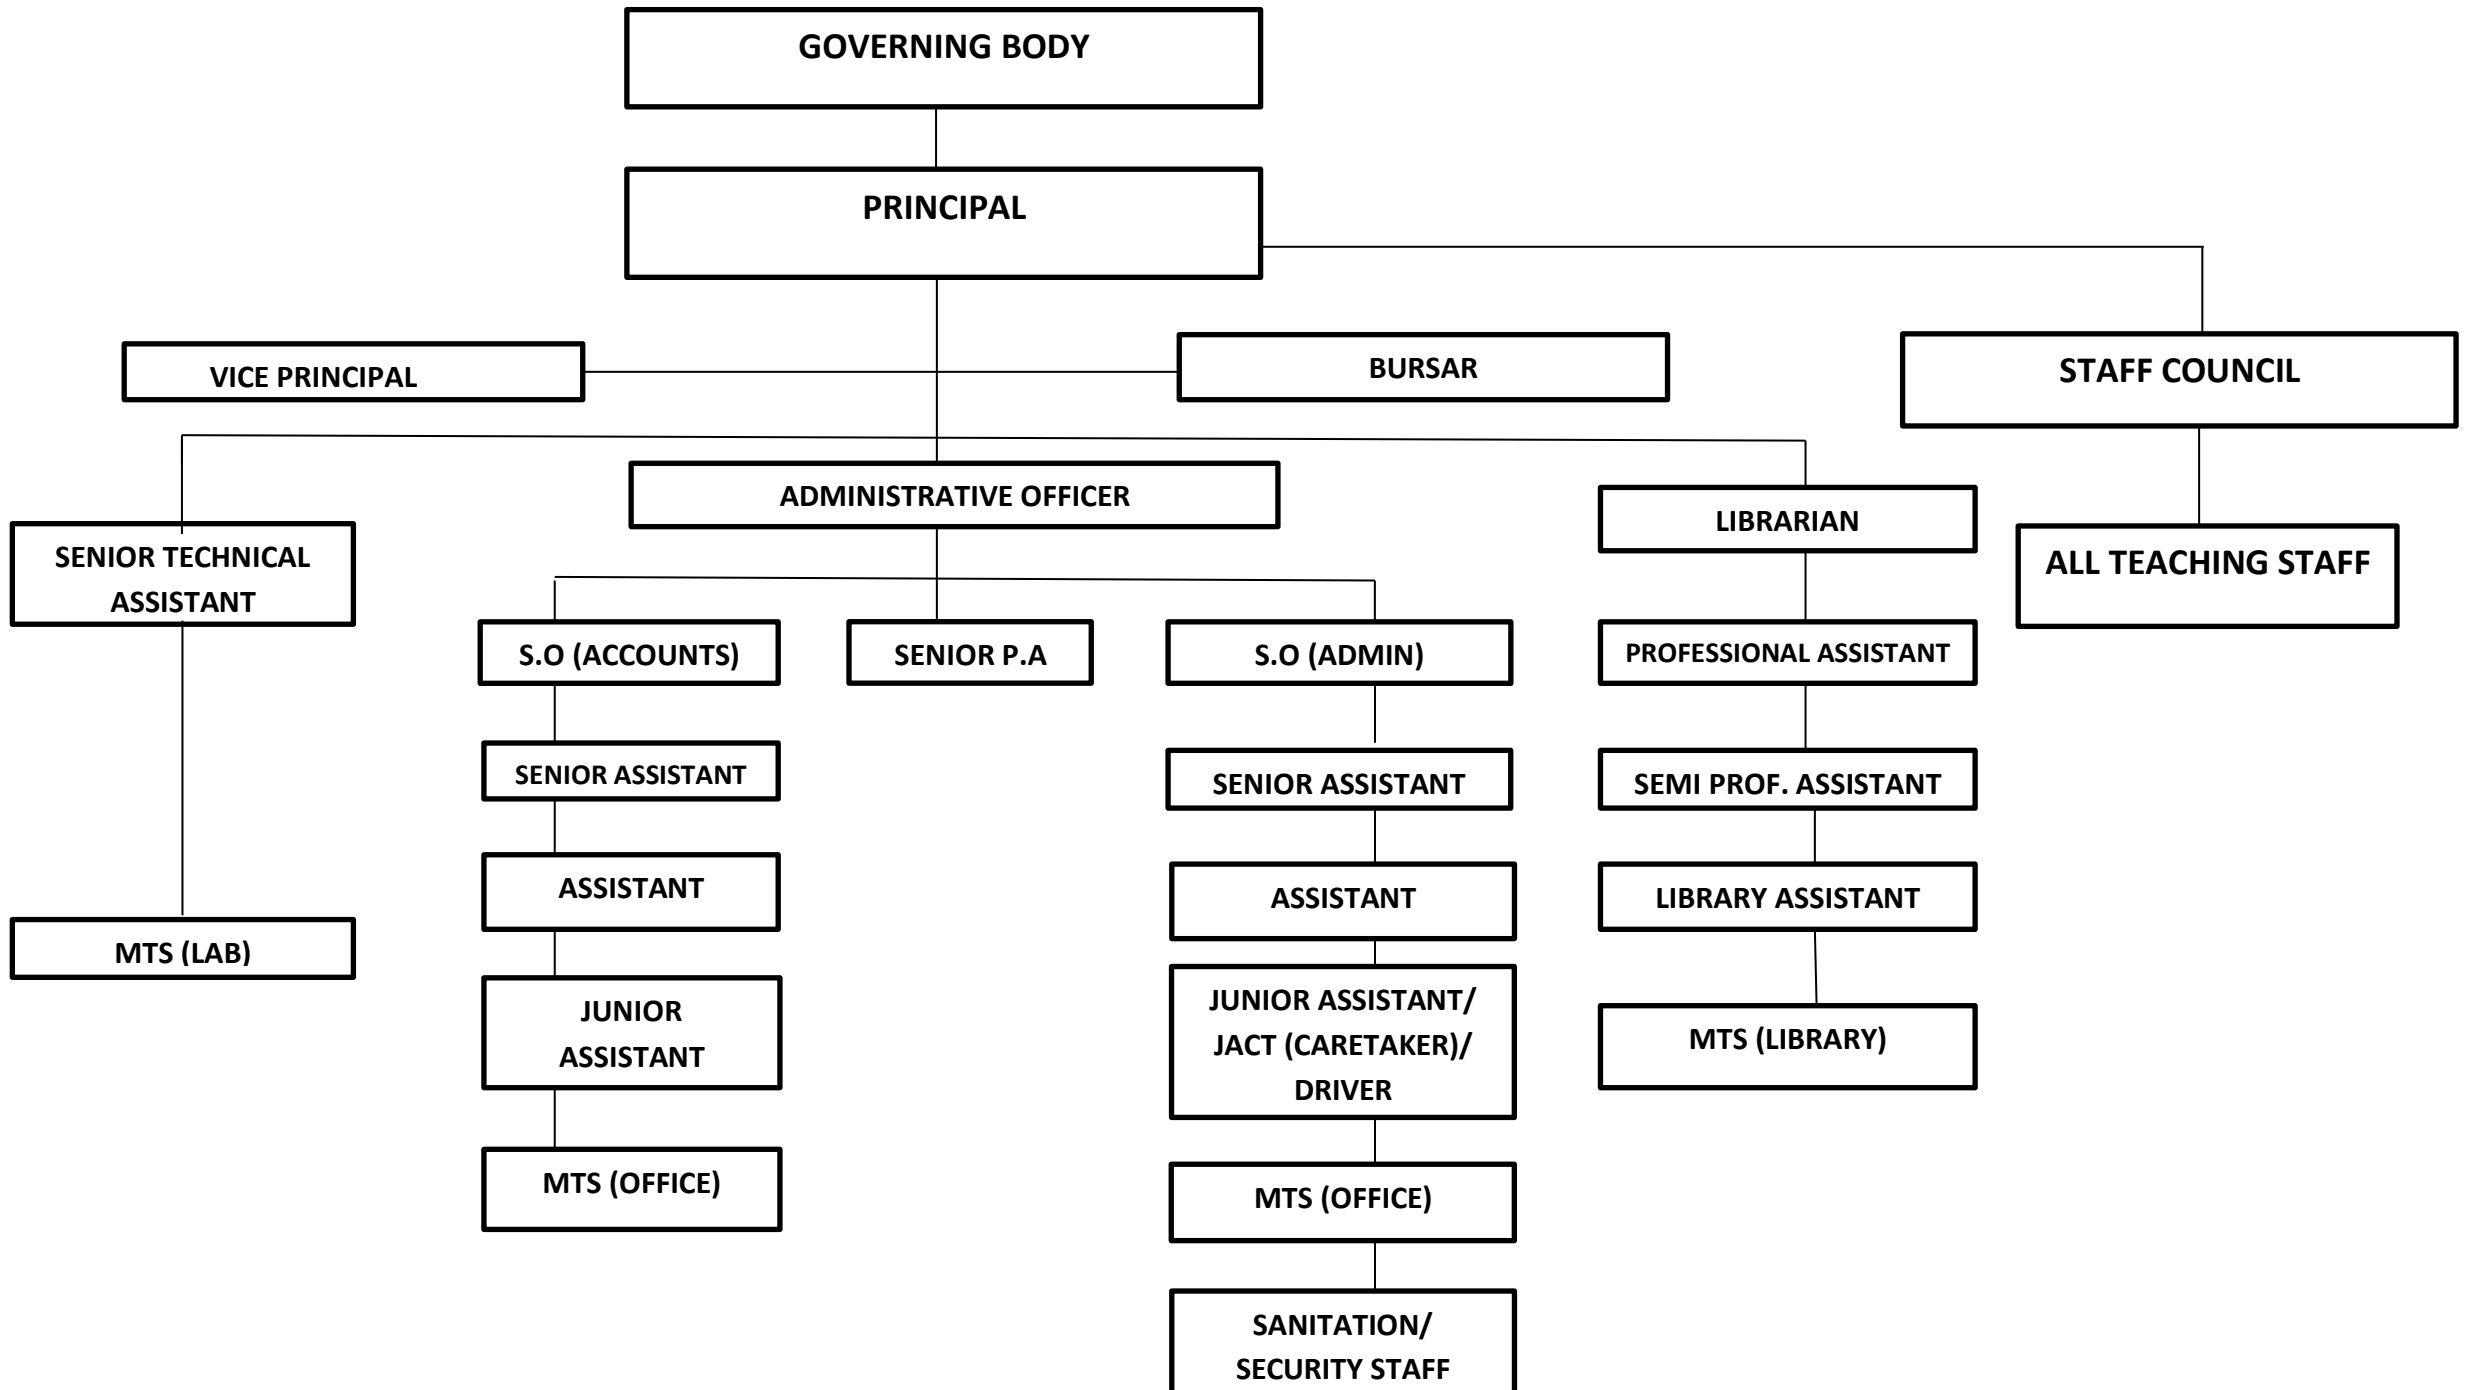 GOVERNING BODY
PRINCIPAL
VICE PRINCIPAL
BURSAR
STAFF COUNCIL
ADMINISTRATIVE OFFICER
LIBRARIAN
SENIOR TECHNICAL
ASSISTANT
ALL TEACHING STAFF
S.O (ACCOUNTS)
SENIOR P.A
S.O (ADMIN)
PROFESSIONAL ASSISTANT
SENIOR ASSISTANT
SENIOR ASSISTANT
SEMI PROF. ASSISTANT
ASSISTANT
ASSISTANT
LIBRARY ASSISTANT
MTS (LAB)
JUNIOR
ASSISTANT
JUNIOR ASSISTANT/
JACT (CARETAKER)/
DRIVER
MTS (LIBRARY)
MTS (OFFICE)
MTS (OFFICE)
SANITATION/
SECURITY STAFF